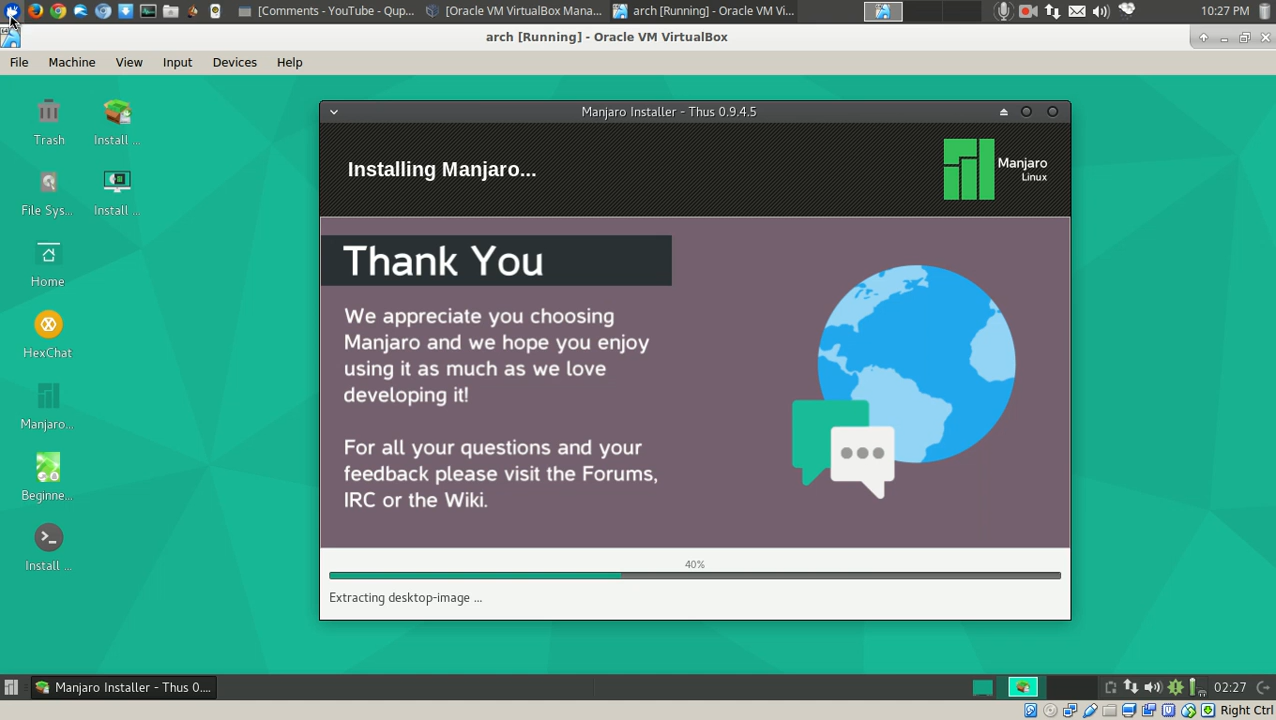 [Comments - YouTube - Qup...
[Oracle VM VirtualBox Mana...
arch [Running] - Oracle VM Vi...
10:27 PM
arch [Running] - Oracle VM VirtualBox
File
Machine
View
Input
Devices
Help
Trash
Install ...
File Sys...
Install ...
Home
HexChat
Manjaro...
Beginne...
Install ...
Manjaro Installer - Thus 0.9.4.5
Installing Manjaro...
Manjaro
Linux
Thank You
We appreciate you choosing
Manjaro and we hope you enjoy
using it as much as we love
developing it!
For all your questions and your
feedback please visit the Forums,
IRC or the Wiki.
40%
Extracting desktop-image ...
Manjaro Installer - Thus 0....
02:27
Right Ctrl